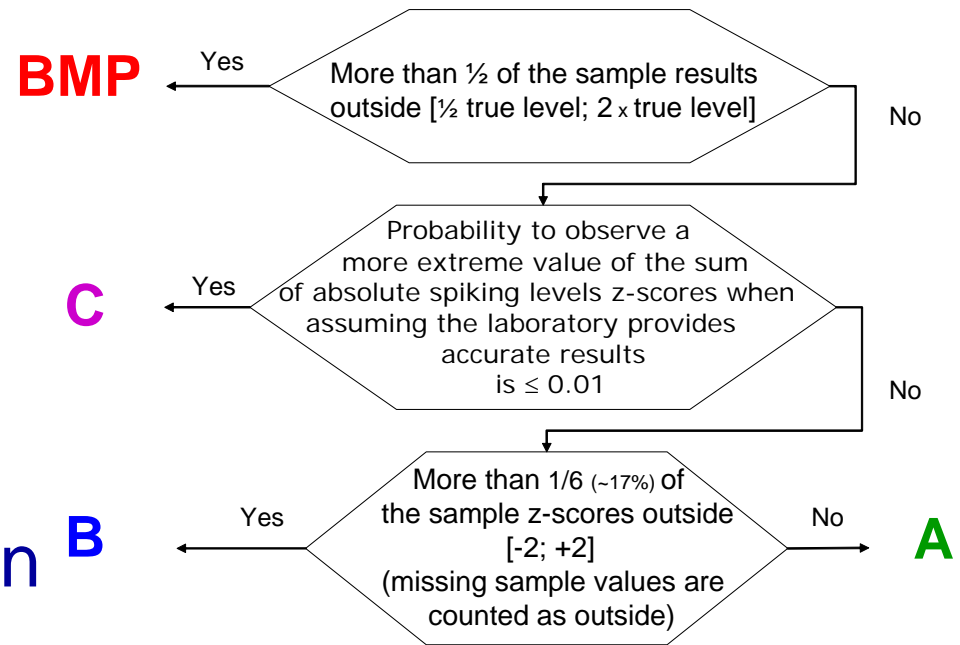 BMP
Yes
More than ½ of the sample results
outside [½ true level; 2 x true level]
No
Probability to observe a
more extreme value of the sum
of absolute spiking levels z-scores when
assuming the laboratory provides
accurate results
is ≤ 0.01
Yes
C
No
More than 1/6 (~17%) of
the sample z-scores outside
[-2; +2]
(missing sample values are
counted as outside)
Yes
No
n
B
A